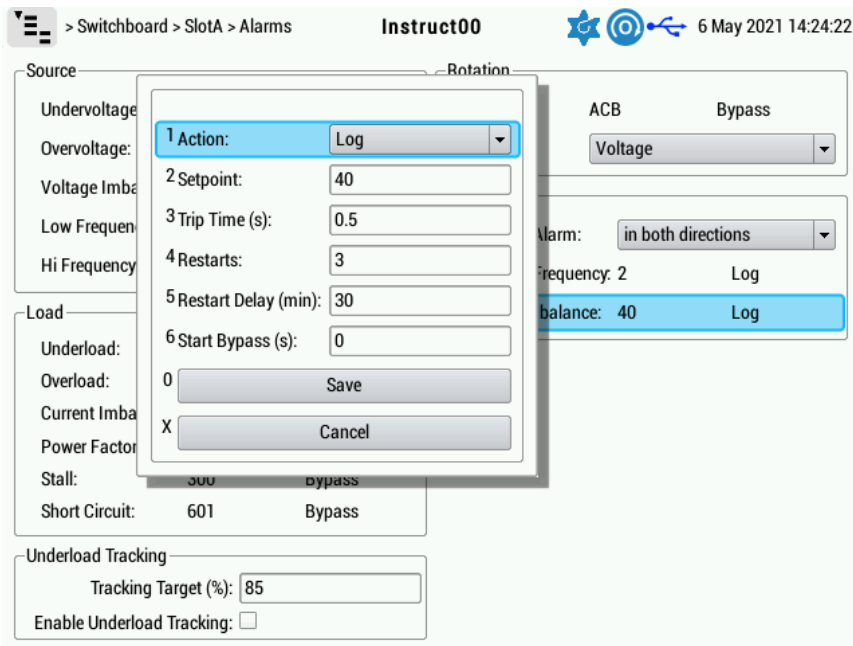 > Switchboard > SlotA > Alarms Instruct00 6 May 2021 14:24:22
Source
Undervoltage
Overvoltage:
Voltage Imba
Low Frequen
Hi Frequency
Load
Underload:
Overload:
Current Imba
Power Factor
Stall: 300 Bypass
Short Circuit: 601 Bypass
Underload Tracking
Tracking Target (%): 85
Enable Underload Tracking:
1 Action: Log
2 Setpoint: 40
3 Trip Time (s): 0.5
4 Restarts: 3
5 Restart Delay (min): 30
6 Start Bypass (s): 0
0 Save
X Cancel
Rotation
ACB Bypass
Voltage
Alarm: in both directions
Frequency: 2 Log
balance: 40 Log